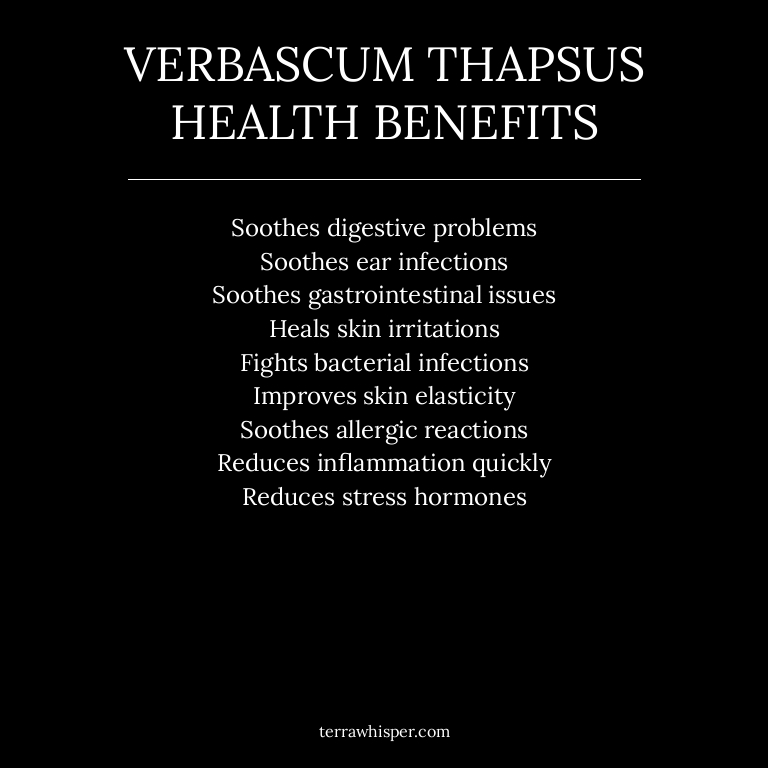 VERBASCUM THAPSUS
HEALTH BENEFITS
Soothes digestive problems
Soothes ear infections
Soothes gastrointestinal issues
Heals skin irritations
Fights bacterial infections
Improves skin elasticity
Soothes allergic reactions
Reduces inflammation quickly
Reduces stress hormones
terrawhisper.com